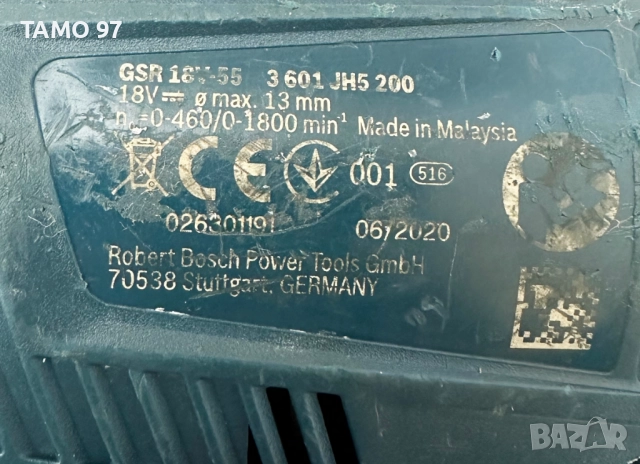 TAMO 97
GSR 18V-55 3 601 JH5 200
18V ⎓ ø max. 13 mm
n₀=0-460/0-1800 min⁻¹ Made in Malaysia
CE 001 516
026301191 06/2020
Robert Bosch Power Tools GmbH
70538 Stuttgart, GERMANY
BAZAR